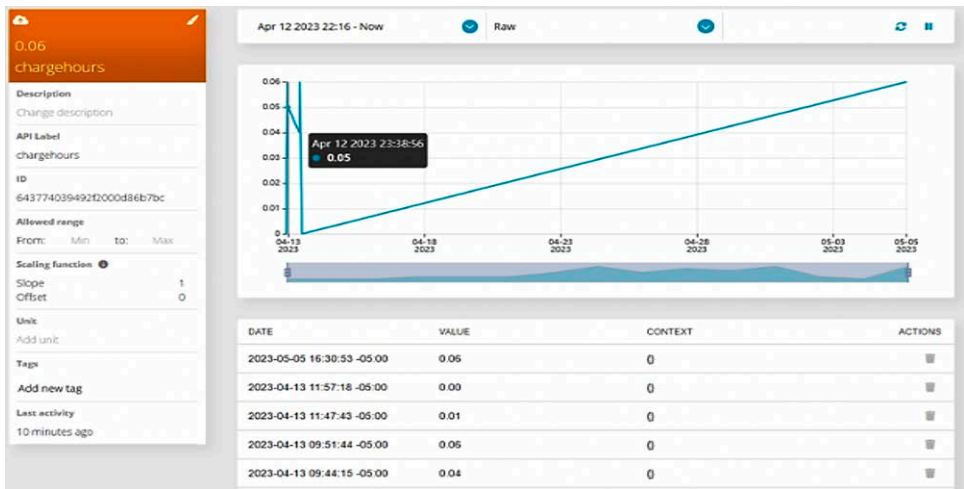 0.06
chargehours
Description
Change description
API Label
chargehours
ID
643774039492f2000d86b7bc
Allowed range
From: Min to: Max
Scaling function
Slope 1
Offset 0
Unit
Add unit
Tags
Add new tag
Last activity
10 minutes ago
Apr 12 2023 22:16 - Now
Raw
0.06
0.05
0.04
0.03
0.02
0.01
0
Apr 12 2023 23:38:56
0.05
04-13 04-18 04-23 04-28 05-03 05-05
2023 2023 2023 2023 2023 2023
DATE VALUE CONTEXT ACTIONS
2023-05-05 16:30:53 -05:00 0.06 {}
2023-04-13 11:57:18 -05:00 0.00 {}
2023-04-13 11:47:43 -05:00 0.01 {}
2023-04-13 09:51:44 -05:00 0.06 {}
2023-04-13 09:44:15 -05:00 0.04 {}